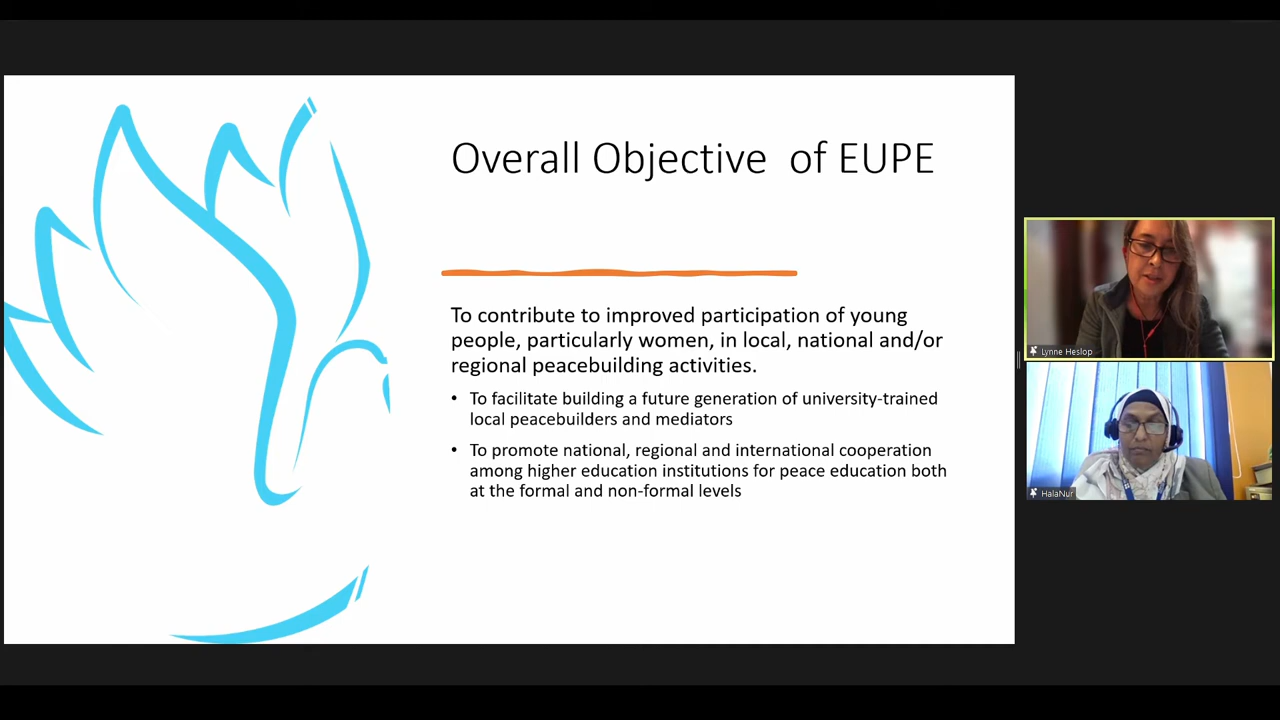 Overall Objective of EUPE
To contribute to improved participation of young
people, particularly women, in local, national and/or
regional peacebuilding activities.
• To facilitate building a future generation of university-trained
local peacebuilders and mediators
• To promote national, regional and international cooperation
among higher education institutions for peace education both
at the formal and non-formal levels
Lynne Heslop
HalaNur